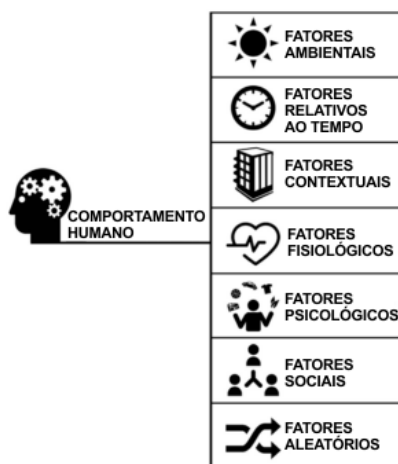 FATORES
AMBIENTAIS
FATORES
RELATIVOS
AO TEMPO
FATORES
CONTEXTUAIS
COMPORTAMENTO
HUMANO
FATORES
FISIOLÓGICOS
FATORES
PSICOLÓGICOS
FATORES
SOCIAIS
FATORES
ALEATÓRIOS